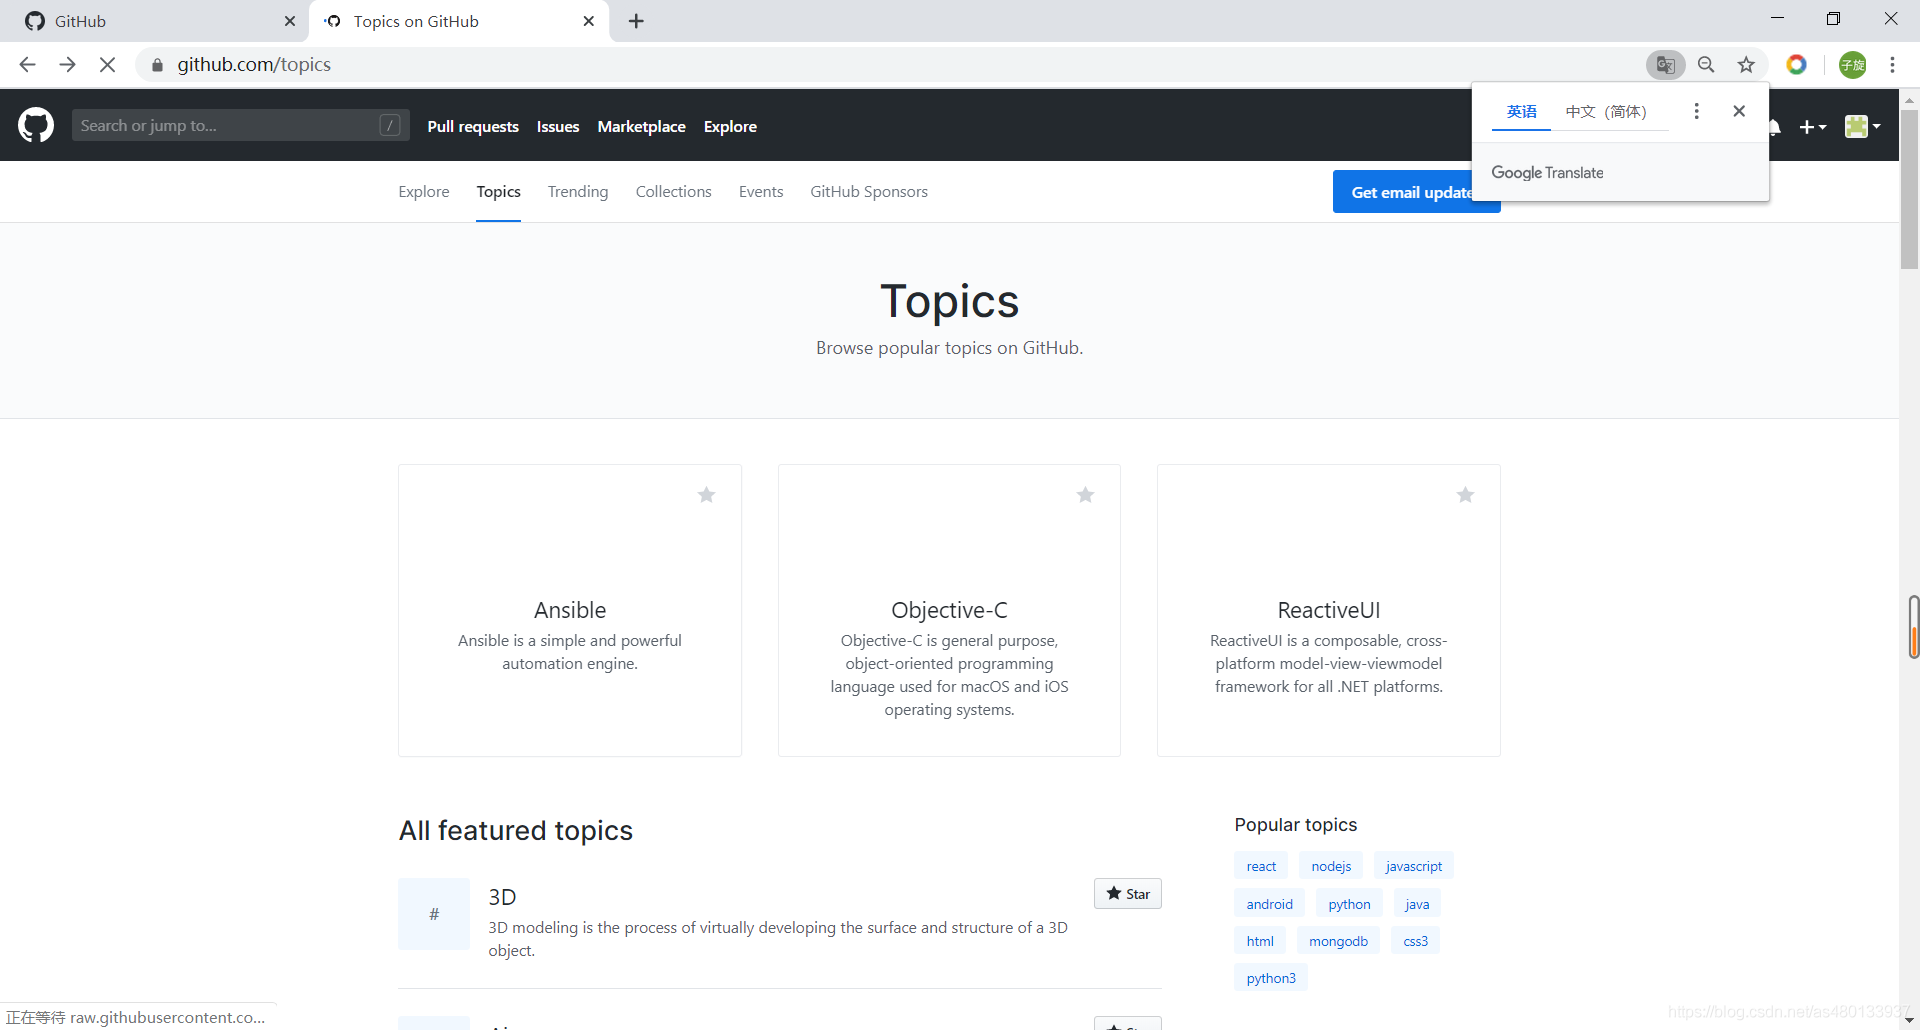 GitHub
Topics on GitHub
github.com/topics
子旋
Search or jump to...
/
Pull requests
Issues
Marketplace
Explore
英语
中文（简体）
Google Translate
Explore
Topics
Trending
Collections
Events
GitHub Sponsors
Get email update
Topics
Browse popular topics on GitHub.
Ansible
Ansible is a simple and powerful
automation engine.
Objective-C
Objective-C is general purpose,
object-oriented programming
language used for macOS and iOS
operating systems.
ReactiveUI
ReactiveUI is a composable, cross-
platform model-view-viewmodel
framework for all .NET platforms.
All featured topics
#
3D
3D modeling is the process of virtually developing the surface and structure of a 3D
object.
Star
Popular topics
react nodejs javascript
android python java
html mongodb css3
python3
正在等待 raw.githubusercontent.co...
https://blog.csdn.net/as480133937